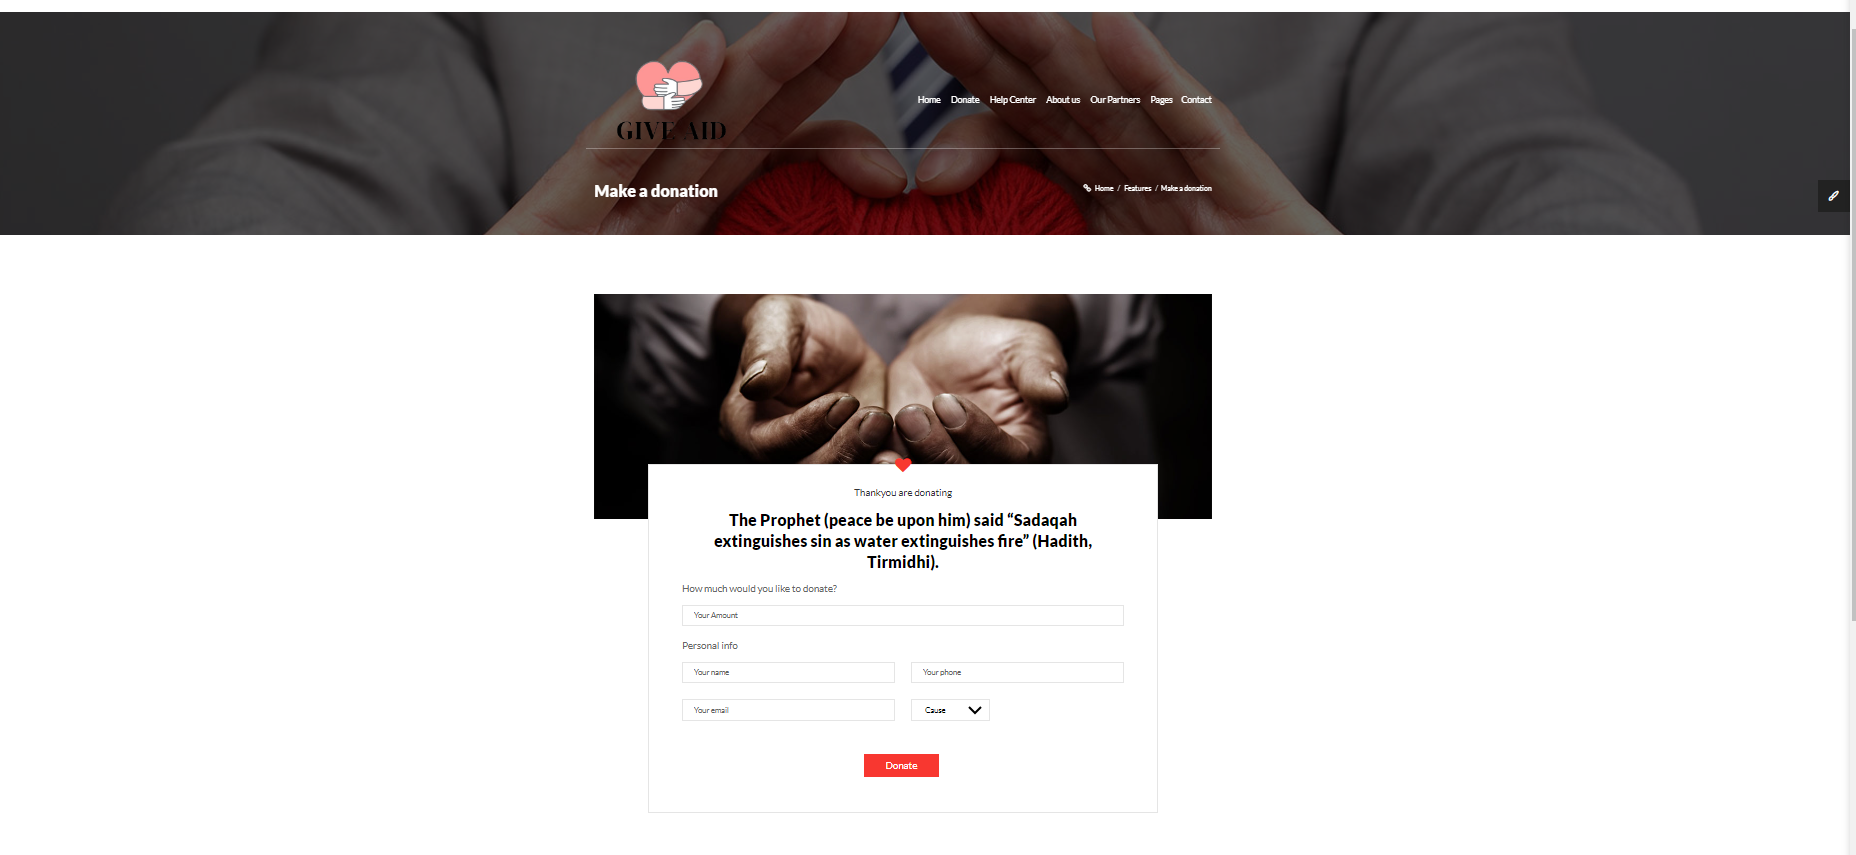 GIVE AID
Home Donate Help Center About us Our Partners Pages Contact
Make a donation
Home / Features / Make a donation
Thankyou are donating
The Prophet (peace be upon him) said “Sadaqah
extinguishes sin as water extinguishes fire” (Hadith,
Tirmidhi).
How much would you like to donate?
Your Amount
Personal info
Your name
Your phone
Your email
Cause
Donate